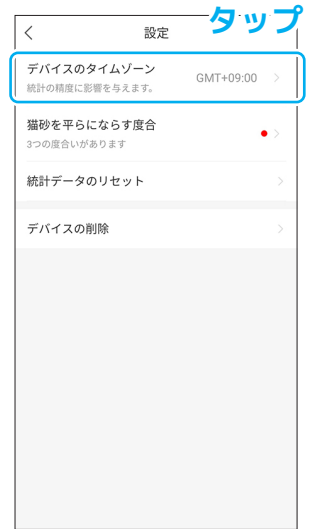 タップ
設定
デバイスのタイムゾーン
GMT+09:00
統計の精度に影響を与えます。
猫砂を平らにならす度合
3つの度合いがあります
統計データのリセット
デバイスの削除